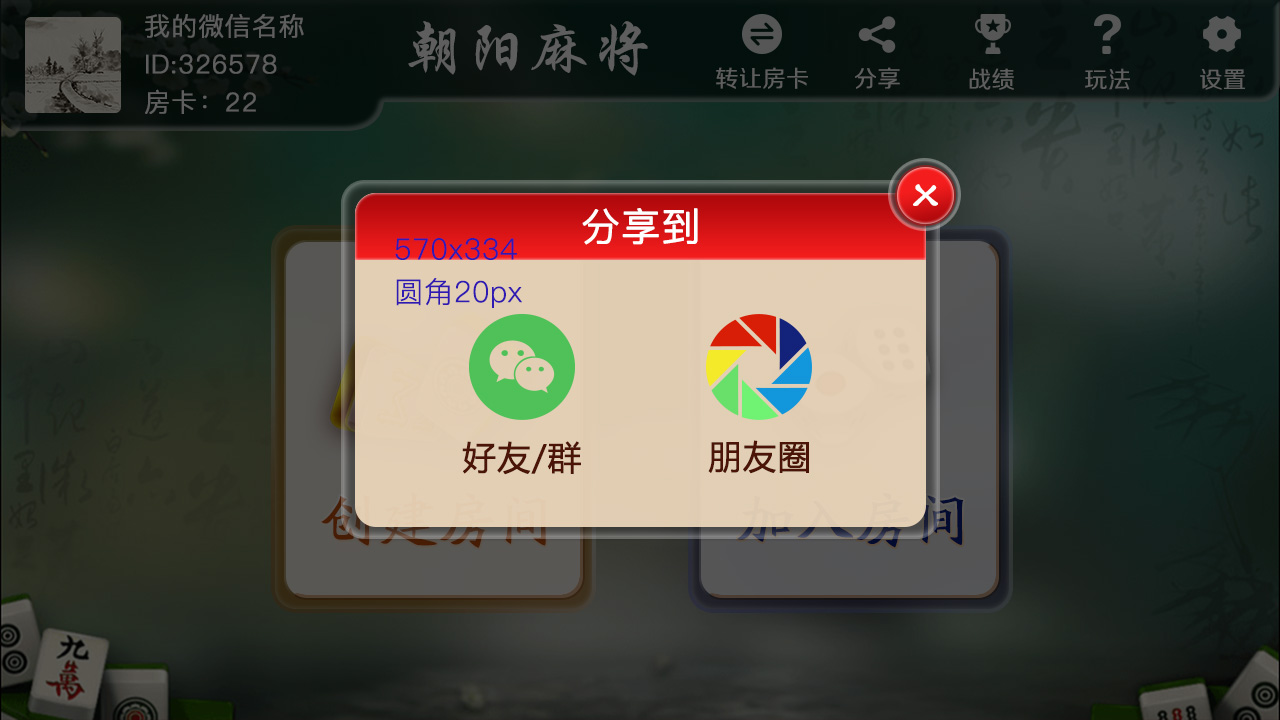 我的微信名称
ID:326578
房卡：22
朝阳麻将
转让房卡
分享
战绩
玩法
设置
分享到
570x334
圆角20px
好友/群
朋友圈
创建房间
加入房间
九
萬